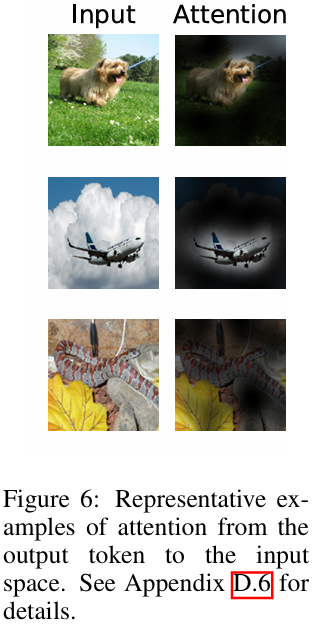 Input Attention
Figure 6: Representative ex-
amples of attention from the
output token to the input
space. See Appendix D.6 for
details.